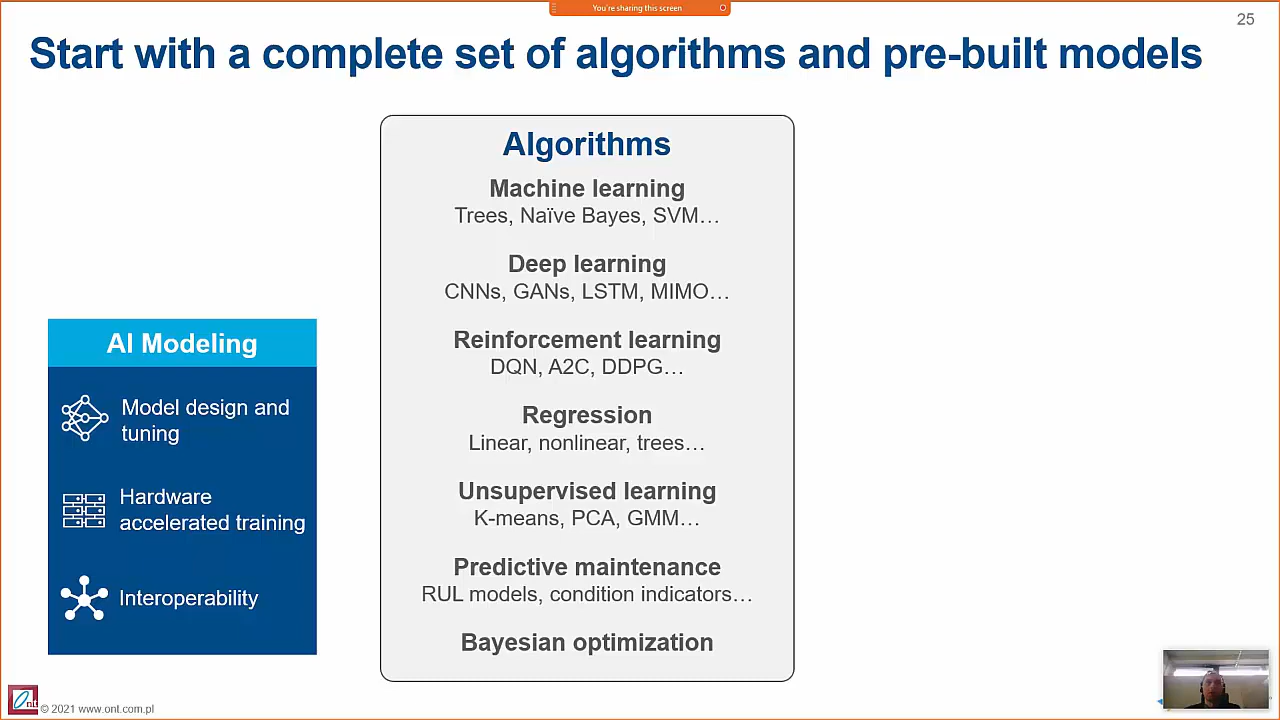 You're sharing this screen
25
Start with a complete set of algorithms and pre-built models
Algorithms
Machine learning
Trees, Naïve Bayes, SVM…
Deep learning
CNNs, GANs, LSTM, MIMO…
Reinforcement learning
DQN, A2C, DDPG…
Regression
Linear, nonlinear, trees…
Unsupervised learning
K-means, PCA, GMM…
Predictive maintenance
RUL models, condition indicators…
Bayesian optimization
AI Modeling
Model design and
tuning
Hardware
accelerated training
Interoperability
Ont
© 2021 www.ont.com.pl